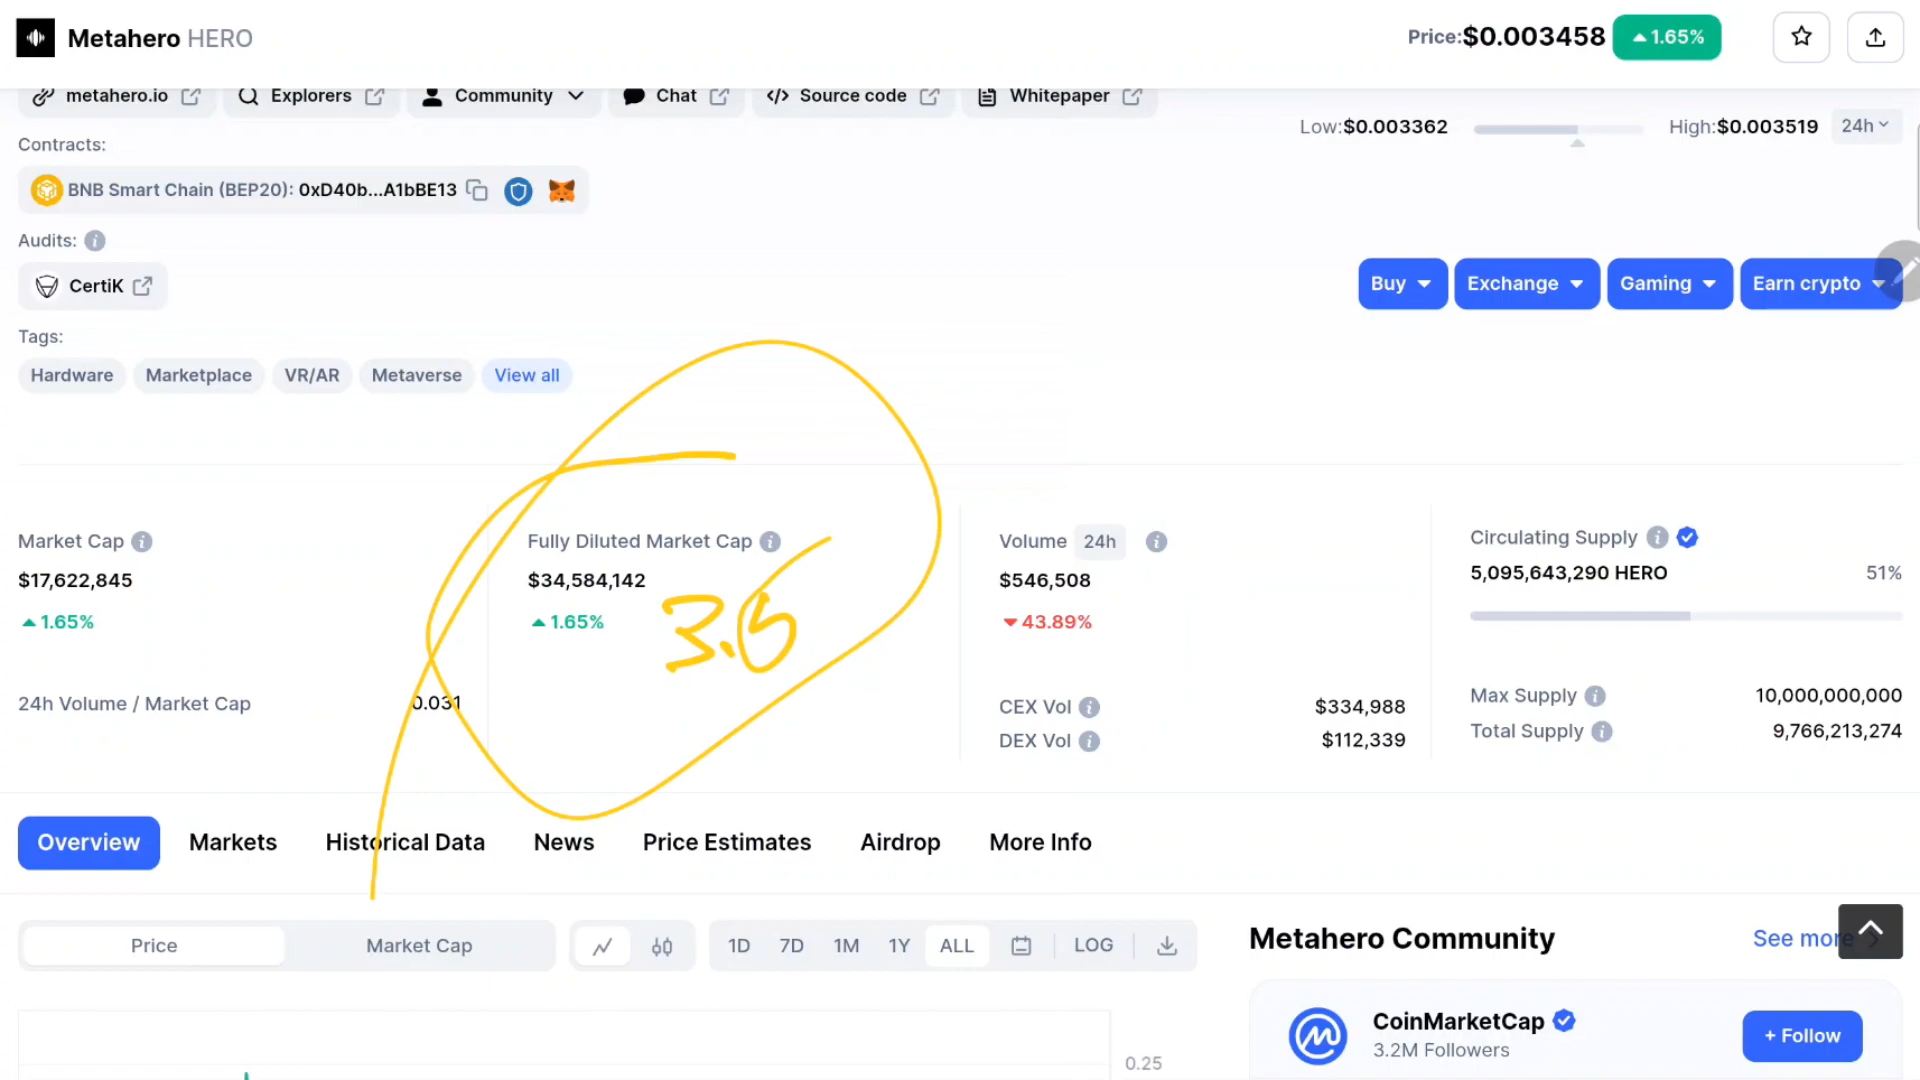 Metahero HERO
Price:$0.003458 1.65%
metahero.io Explorers Community Chat Source code Whitepaper
Low:$0.003362 High:$0.003519 24h
Contracts:
BNB Smart Chain (BEP20): 0xD40b...A1bBE13
Audits:
CertiK
Buy Exchange Gaming Earn crypto
Tags:
Hardware Marketplace VR/AR Metaverse View all
Market Cap
$17,622,845
1.65%
24h Volume / Market Cap 0.031
Fully Diluted Market Cap
$34,584,142
1.65%
3.5
Volume 24h
$546,508
43.89%
CEX Vol $334,988
DEX Vol $112,339
Circulating Supply
5,095,643,290 HERO 51%
Max Supply 10,000,000,000
Total Supply 9,766,213,274
Overview Markets Historical Data News Price Estimates Airdrop More Info
Price Market Cap 1D 7D 1M 1Y ALL LOG
0.25
Metahero Community See more
CoinMarketCap
3.2M Followers
+ Follow